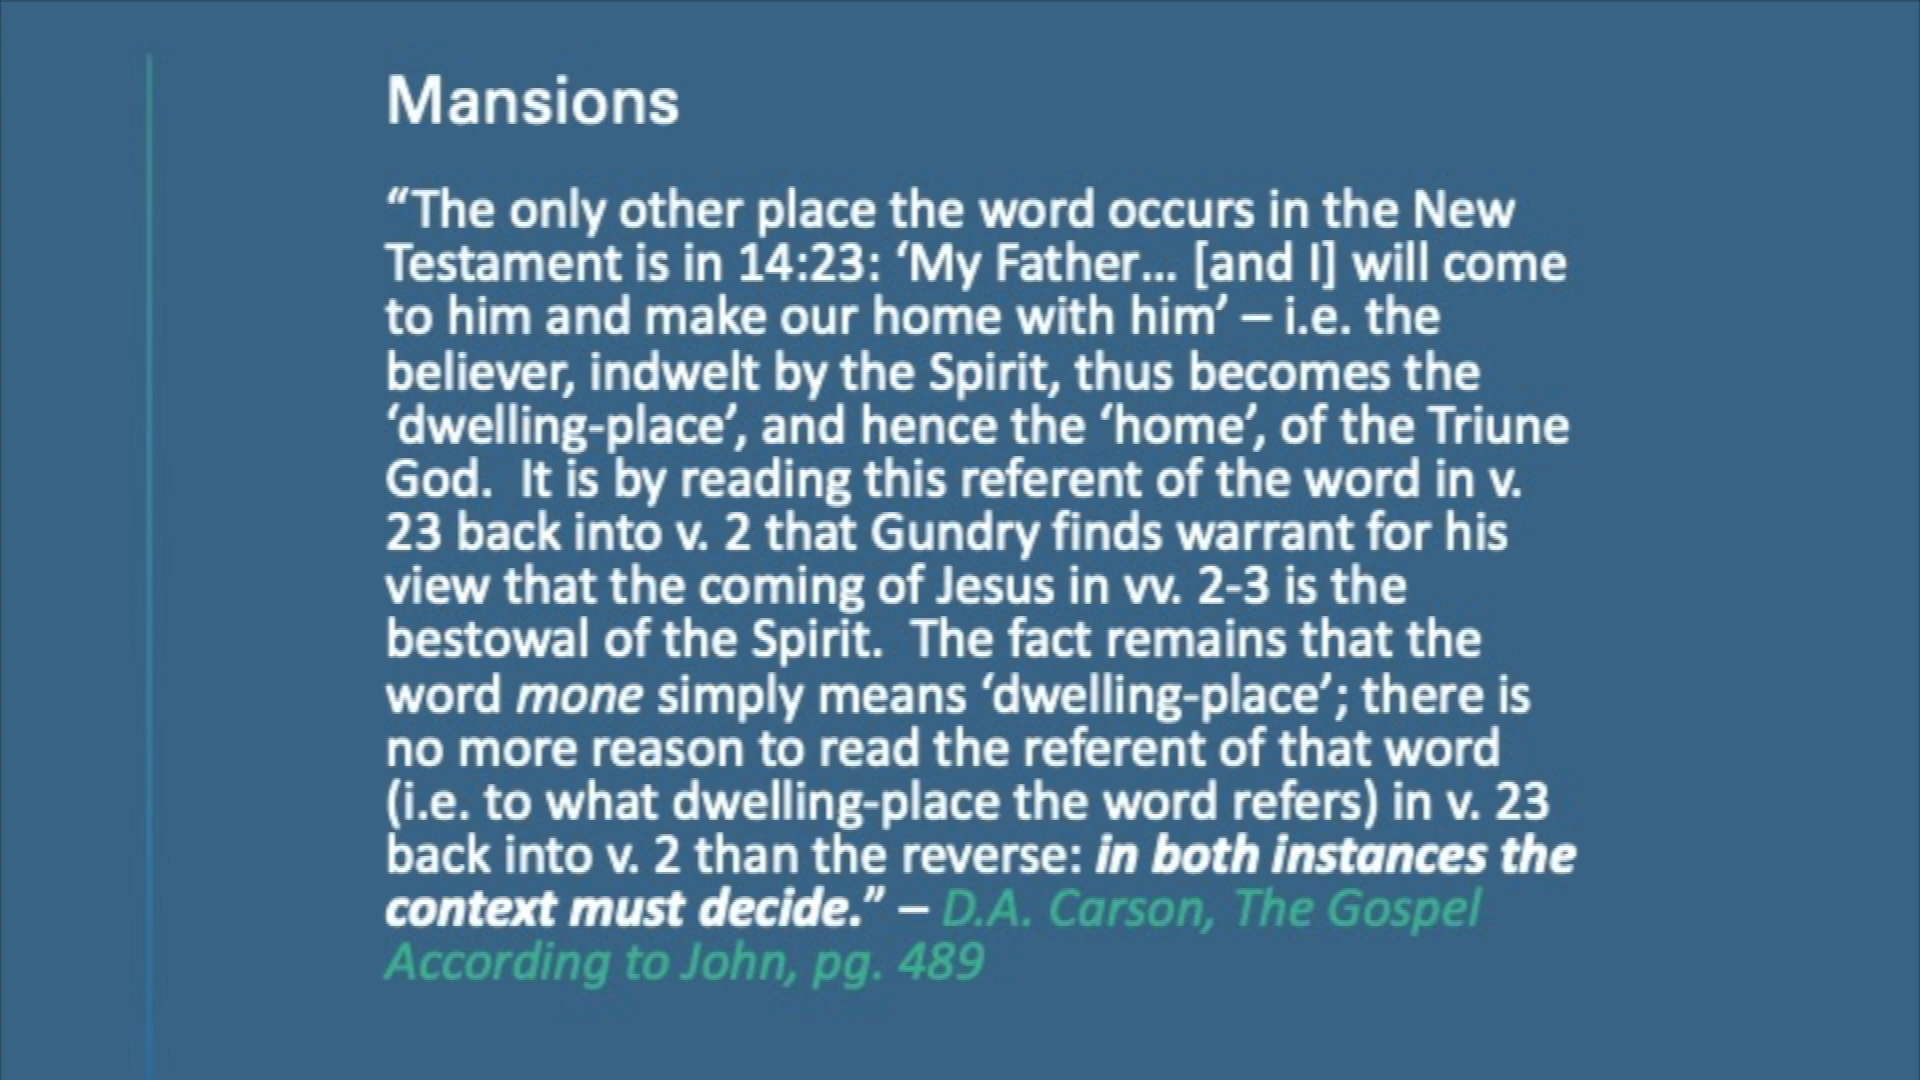 Mansions
“The only other place the word occurs in the New
Testament is in 14:23: ‘My Father... [and I] will come
to him and make our home with him’ – i.e. the
believer, indwelt by the Spirit, thus becomes the
‘dwelling-place’, and hence the ‘home’, of the Triune
God.  It is by reading this referent of the word in v.
23 back into v. 2 that Gundry finds warrant for his
view that the coming of Jesus in vv. 2-3 is the
bestowal of the Spirit.  The fact remains that the
word mone simply means ‘dwelling-place’; there is
no more reason to read the referent of that word
(i.e. to what dwelling-place the word refers) in v. 23
back into v. 2 than the reverse: in both instances the
context must decide.” – D.A. Carson, The Gospel
According to John, pg. 489